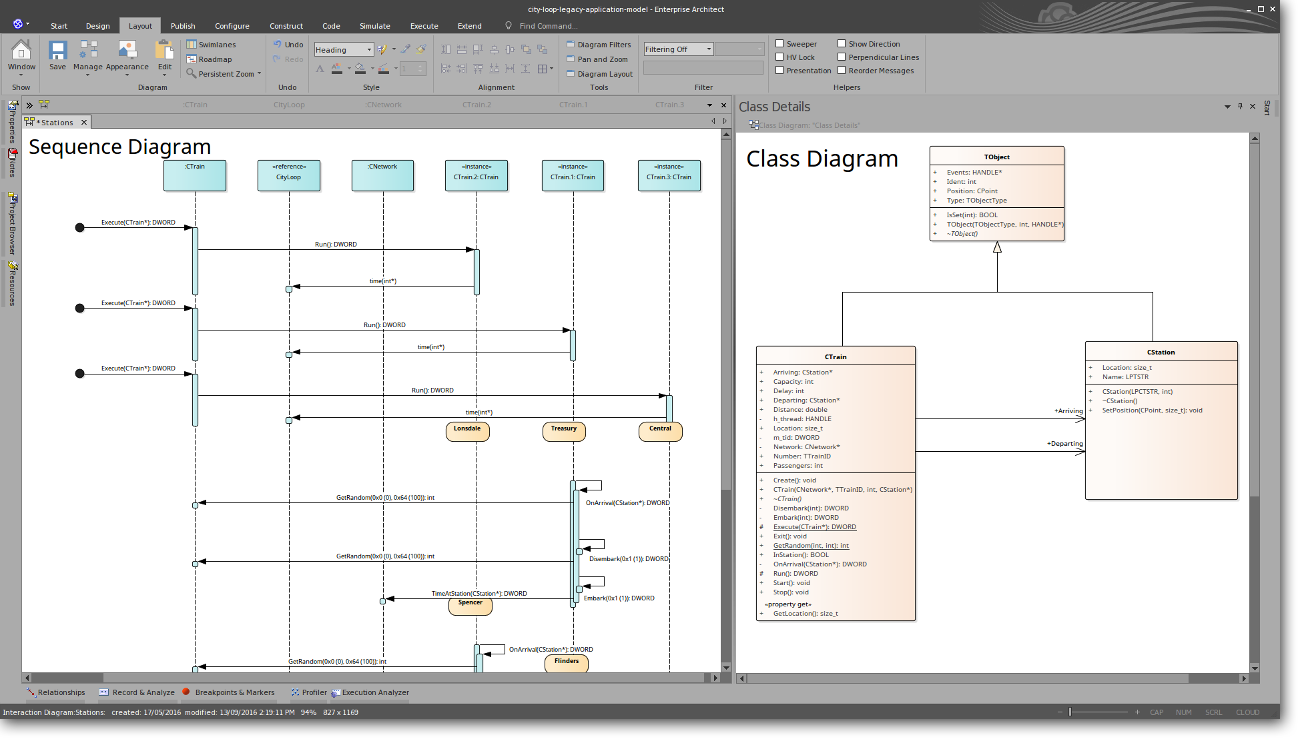 city-loop-legacy-application-model - Enterprise Architect
Start Design Layout Publish Configure Construct Code Simulate Execute Extend Find Command...
Window Save Manage Appearance Edit
Swimlanes
Roadmap
Persistent Zoom
Undo
Redo
Heading
Diagram Filters
Pan and Zoom
Diagram Layout
Filtering Off
Sweeper
HV Lock
Presentation
Show Direction
Perpendicular Lines
Reorder Messages
Show Diagram Undo Style Alignment Tools Filter Helpers
:CTrain CityLoop :CNetwork CTrain.2 CTrain.1 CTrain.3
*Stations
Properties
Notes
Project Browser
Resources
Sequence Diagram
:CTrain
«reference»
CityLoop
:CNetwork
«instance»
CTrain.2: CTrain
«instance»
CTrain.1: CTrain
«instance»
CTrain.3: CTrain
Execute(CTrain*): DWORD
Run(): DWORD
time(int*)
Execute(CTrain*): DWORD
Run(): DWORD
time(int*)
Execute(CTrain*): DWORD
Run(): DWORD
time(int*)
Lonsdale Treasury Central
GetRandom(0x0 (0), 0x64 (100)): int
OnArrival(CStation*): DWORD
GetRandom(0x0 (0), 0x64 (100)): int
Disembark(0x1 (1)): DWORD
TimeAtStation(CStation*): DWORD
Embark(0x1 (1)): DWORD
Spencer
OnArrival(CStation*): DWORD
GetRandom(0x0 (0), 0x64 (100)): int
Flinders
Class Details
Start
Class Diagram: "Class Details"
Class Diagram
TObject
+ Events: HANDLE*
+ Ident: int
+ Position: CPoint
+ Type: TObjectType
+ IsSet(int): BOOL
+ TObject(TObjectType, int, HANDLE*)
+ ~TObject()
CTrain
+ Arriving: CStation*
+ Capacity: int
+ Delay: int
+ Departing: CStation*
+ Distance: double
- h_thread: HANDLE
+ Location: size_t
- m_tid: DWORD
- Network: CNetwork*
+ Number: TTrainID
+ Passengers: int
+ Create(): void
+ CTrain(CNetwork*, TTrainID, int, CStation*)
+ ~CTrain()
- Disembark(int): DWORD
- Embark(int): DWORD
# Execute(CTrain*): DWORD
+ Exit(): void
+ GetRandom(int, int): int
+ InStation(): BOOL
- OnArrival(CStation*): DWORD
# Run(): DWORD
+ Start(): void
+ Stop(): void
«property get»
+ GetLocation(): size_t
+Arriving
+Departing
CStation
+ Location: size_t
+ Name: LPTSTR
+ CStation(LPCTSTR, int)
+ ~CStation()
+ SetPosition(CPoint, size_t): void
Relationships Record & Analyze Breakpoints & Markers Profiler Execution Analyzer
Interaction Diagram:Stations: created: 17/05/2016 modified: 13/09/2016 2:19:11 PM 94% 827 x 1169
CAP NUM SCRL CLOUD